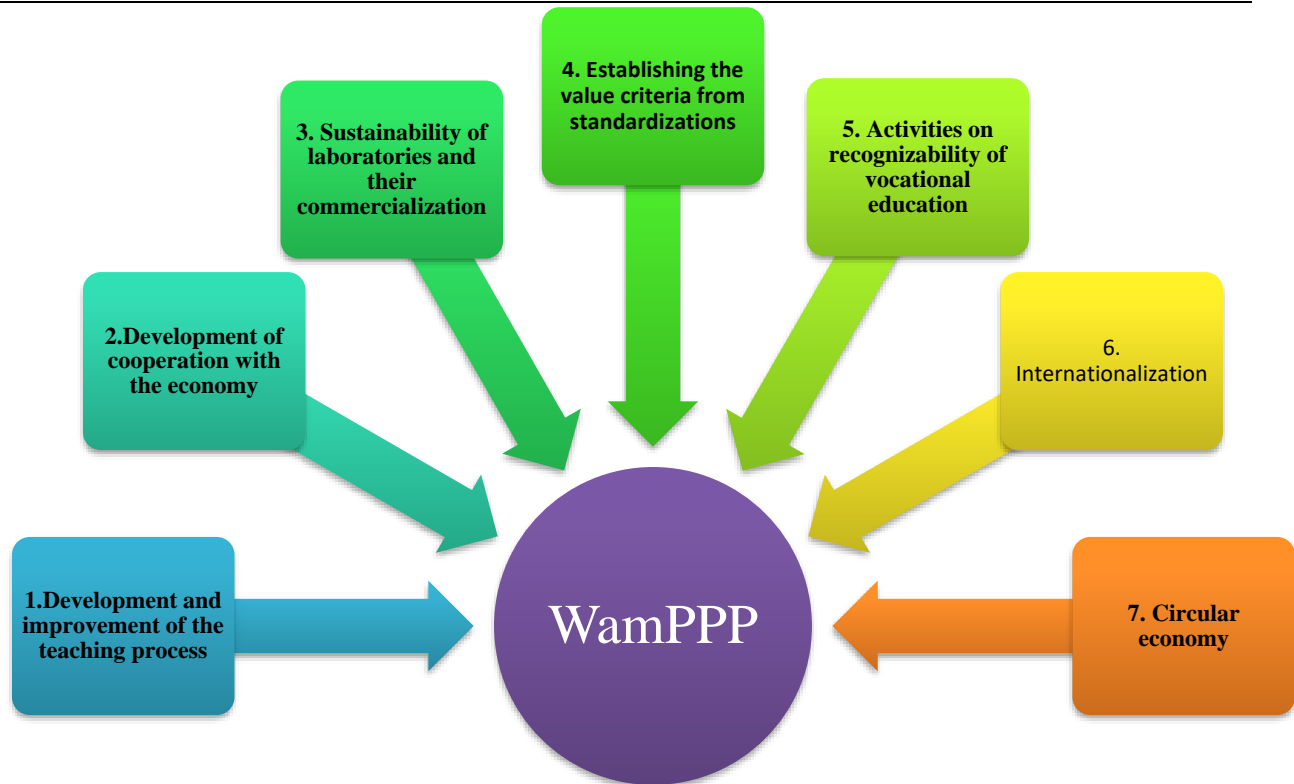 1.Development and
improvement of the
teaching process
2.Development of
cooperation with
the economy
3. Sustainability of
laboratories and
their
commercialization
4. Establishing the
value criteria from
standardizations
5. Activities on
recognizability of
vocational
education
6.
Internationalization
7. Circular
economy
WamPPP